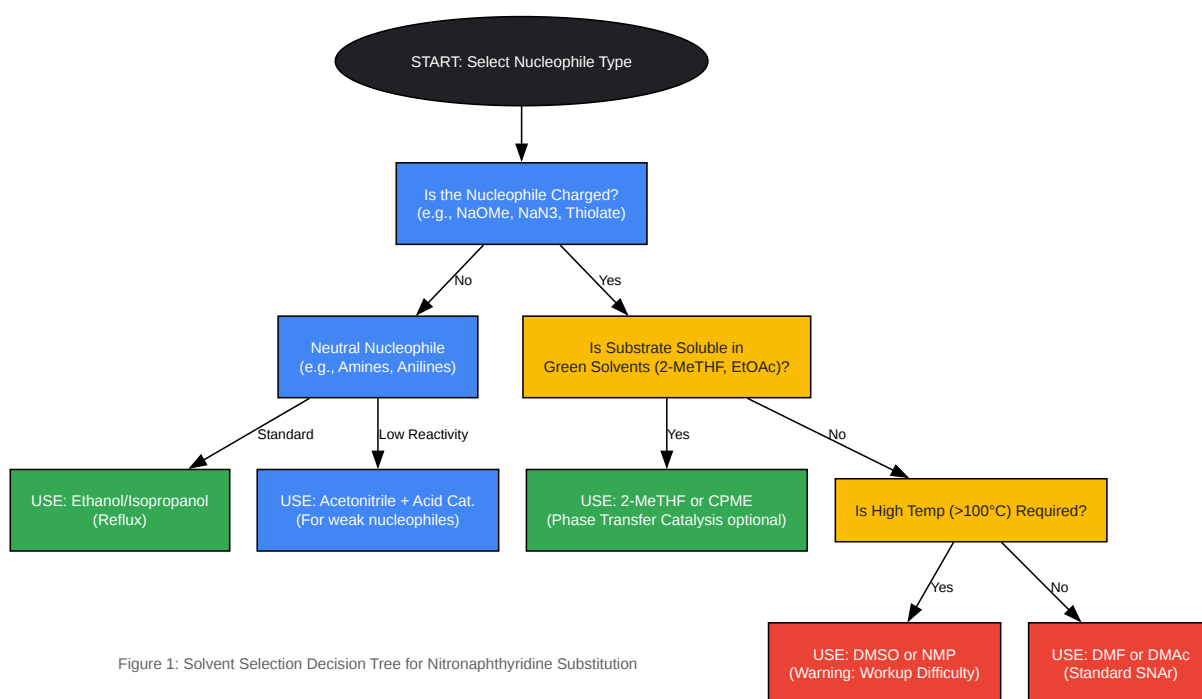 START: Select Nucleophile Type
Is the Nucleophile Charged?
(e.g., NaOMe, NaN3, Thiolate)
No
Yes
Neutral Nucleophile
(e.g., Amines, Anilines)
Is Substrate Soluble in
Green Solvents (2-MeTHF, EtOAc)?
Standard
Low Reactivity
Yes
No
USE: Ethanol/Isopropanol
(Reflux)
USE: Acetonitrile + Acid Cat.
(For weak nucleophiles)
USE: 2-MeTHF or CPME
(Phase Transfer Catalysis optional)
Is High Temp (>100°C) Required?
Yes
No
USE: DMSO or NMP
(Warning: Workup Difficulty)
USE: DMF or DMAc
(Standard SNAr)
Figure 1: Solvent Selection Decision Tree for Nitronaphthyridine Substitution